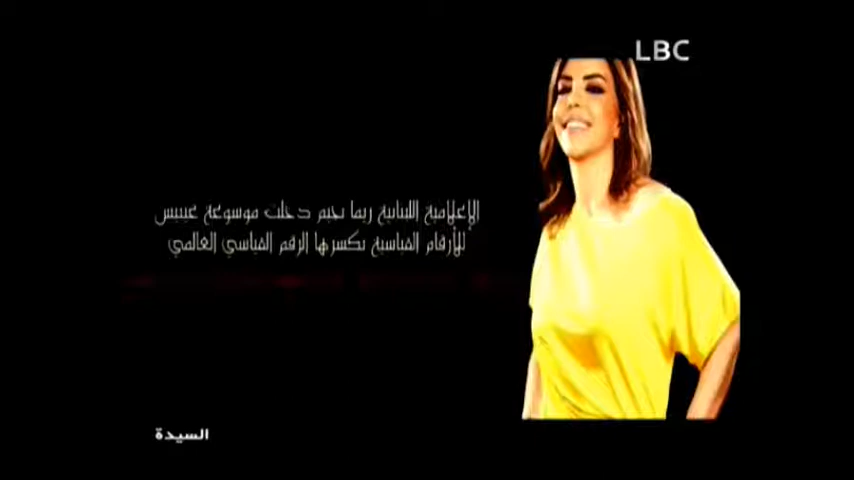 LBC
الإعلامية اللبنانية ريما نجيم دخلت موسوعة غينيس
للأرقام القياسية بكسرها الرقم القياسي العالمي
السيدة